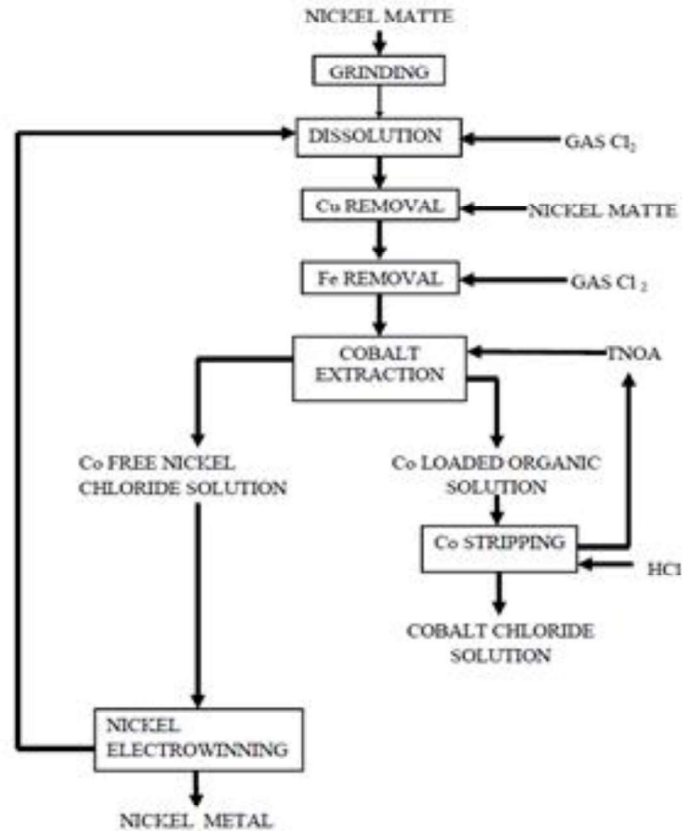 NICKEL MATTE
GRINDING
DISSOLUTION
GAS Cl₂
Cu REMOVAL
NICKEL MATTE
Fe REMOVAL
GAS Cl₂
COBALT
EXTRACTION
TNOA
Co FREE NICKEL
CHLORIDE SOLUTION
Co LOADED ORGANIC
SOLUTION
Co STRIPPING
HCl
COBALT CHLORIDE
SOLUTION
NICKEL
ELECTROWINNING
NICKEL METAL